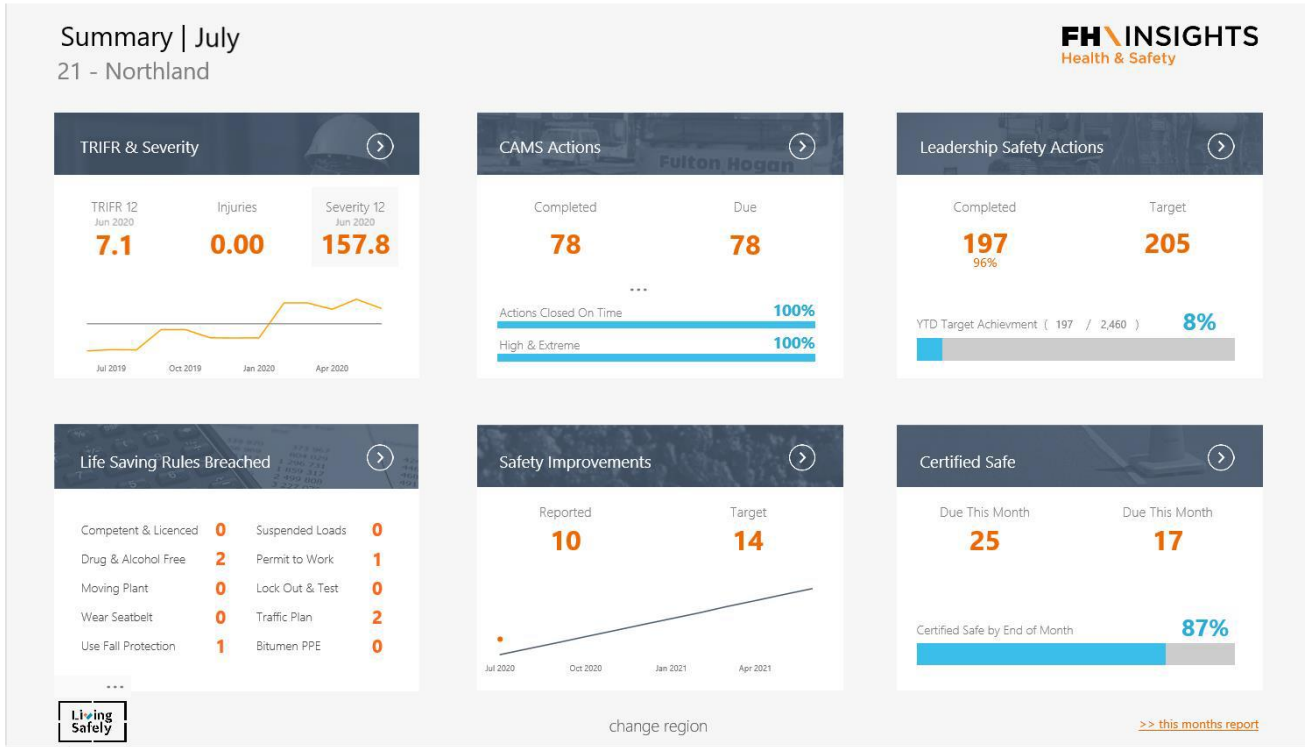 Summary | July
21 - Northland
FH\INSIGHTS
Health & Safety
TRIFR & Severity
TRIFR 12
Jun 2020
7.1
Injuries
0.00
Severity 12
Jun 2020
157.8
Jul 2019 Oct 2019 Jan 2020 Apr 2020
CAMS Actions
Fulton Hogan
Completed
78
Due
78
...
Actions Closed On Time 100%
High & Extreme 100%
Leadership Safety Actions
Completed
197
96%
Target
205
YTD Target Achievment ( 197 / 2,460 ) 8%
Life Saving Rules Breached
Competent & Licenced 0 Suspended Loads 0
Drug & Alcohol Free 2 Permit to Work 1
Moving Plant 0 Lock Out & Test 0
Wear Seatbelt 0 Traffic Plan 2
Use Fall Protection 1 Bitumen PPE 0
...
Safety Improvements
Reported
10
Target
14
Jul 2020 Oct 2020 Jan 2021 Apr 2021
Certified Safe
Due This Month
25
Due This Month
17
Certified Safe by End of Month 87%
Living
Safely
change region
>> this months report